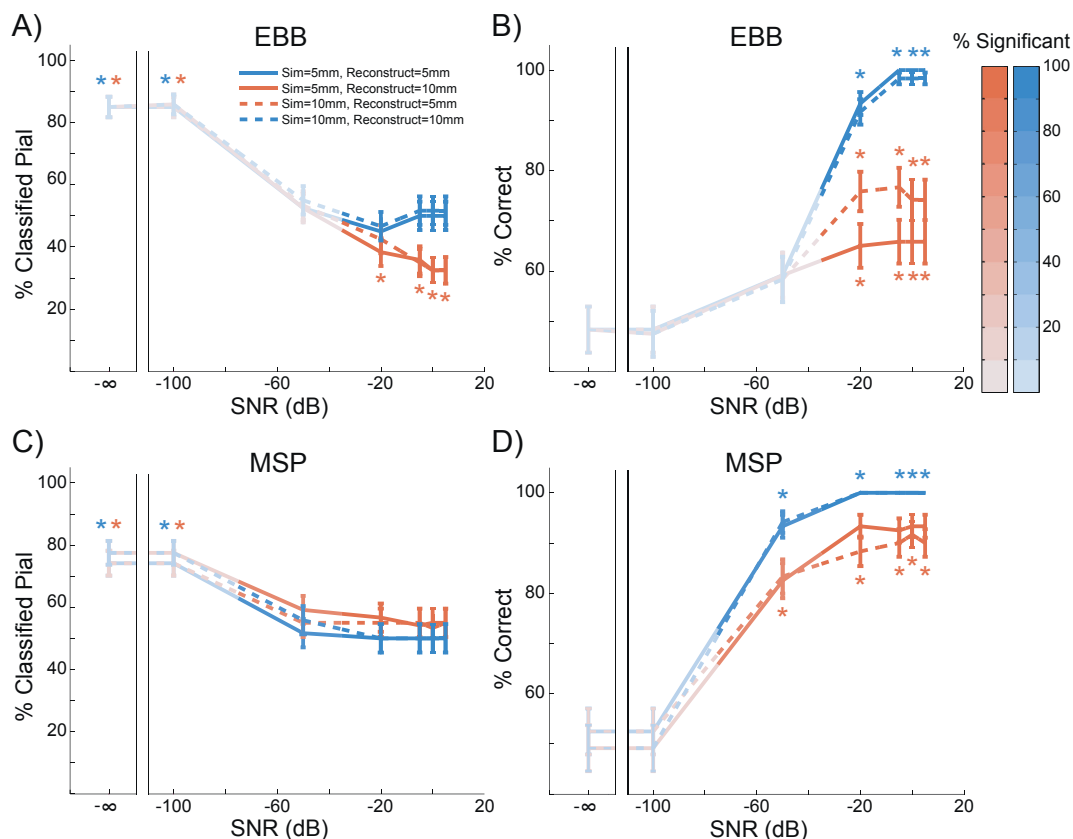 A)
EBB
* *
* *
Sim=5mm, Reconstruct=5mm
Sim=5mm, Reconstruct=10mm
Sim=10mm, Reconstruct=5mm
Sim=10mm, Reconstruct=10mm
% Classified Pial
100
80
60
40
20
* * * *
-∞
-100
-60
-20
20
SNR (dB)
B)
EBB
% Correct
100
80
60
* * * *
* * * *
* * * *
-∞
-100
-60
-20
20
SNR (dB)
% Significant
100
80
60
40
20
C)
MSP
* *
* *
% Classified Pial
100
80
60
40
20
-∞
-100
-60
-20
20
SNR (dB)
D)
MSP
% Correct
100
80
60
* * * * *
* * * * *
-∞
-100
-60
-20
20
SNR (dB)